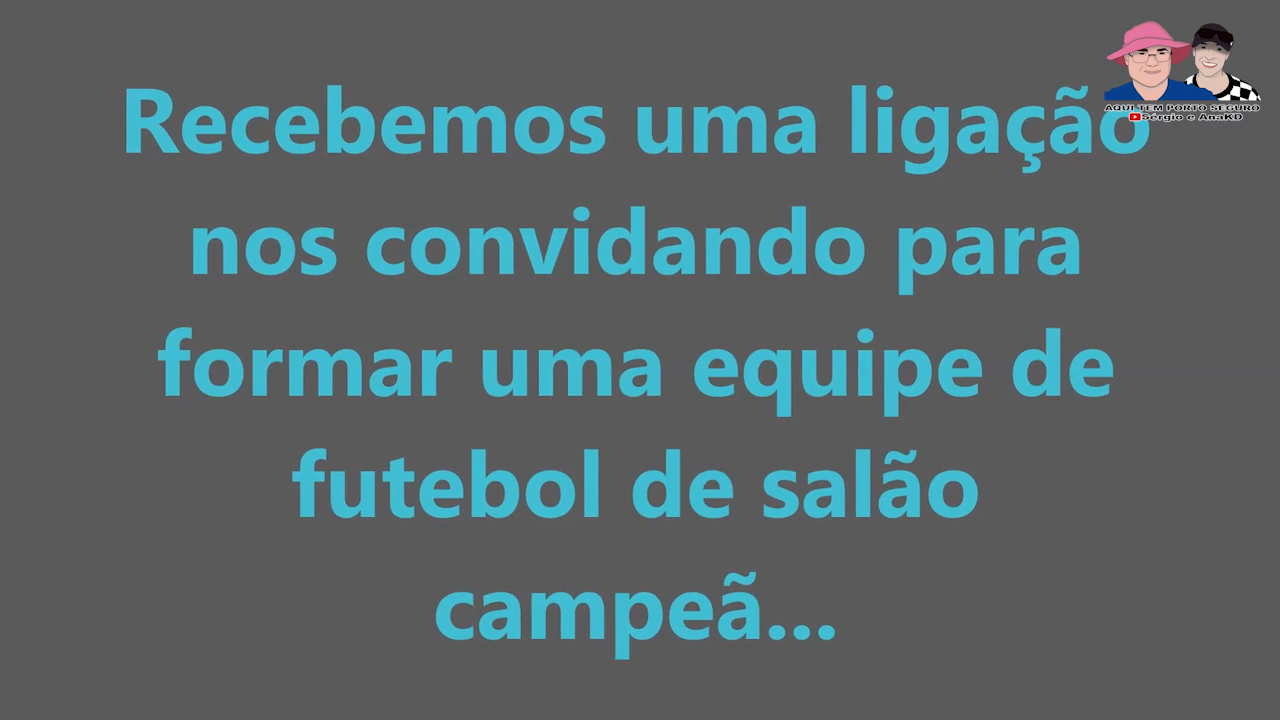 Recebemos uma ligação
nos convidando para
formar uma equipe de
futebol de salão
campeã...
AQUI TEM PORTO SEGURO
Sérgio e AnaKD